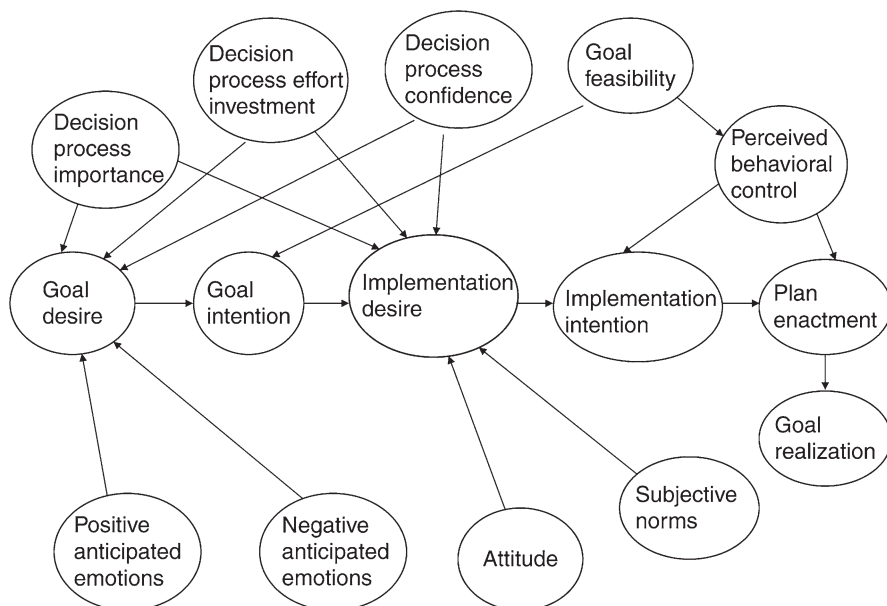 Decision
process effort
investment
Decision
process
confidence
Goal
feasibility
Decision
process
importance
Perceived
behavioral
control
Goal
desire
Goal
intention
Implementation
desire
Implementation
intention
Plan
enactment
Goal
realization
Positive
anticipated
emotions
Negative
anticipated
emotions
Attitude
Subjective
norms